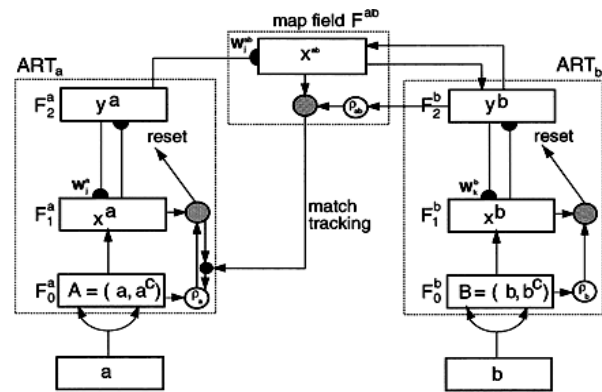 map field F^ab
w_j^ab
x^ab
ρ_ab
match
tracking
ART_a
F_2^a
y^a
reset
w_j^a
F_1^a
x^a
F_0^a
A = ( a, a^c)
ρ_a
a
ART_b
F_2^b
y^b
reset
w_k^b
F_1^b
x^b
F_0^b
B = ( b, b^c)
ρ_b
b